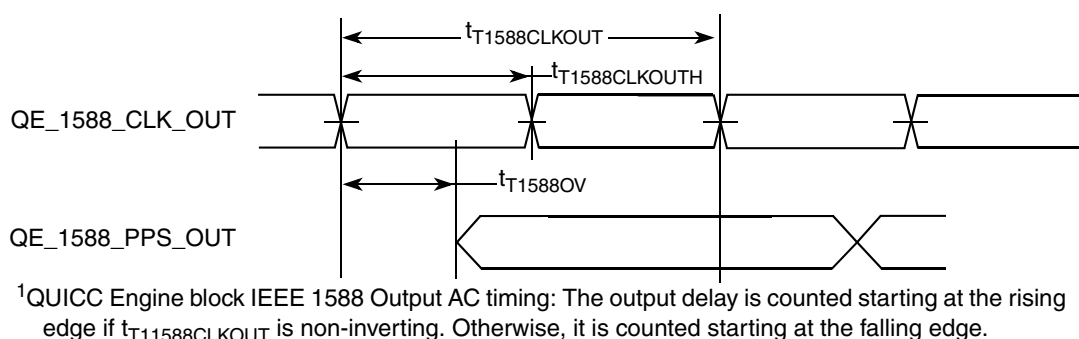 tT1588CLKOUT
tT1588CLKOUTH
QE_1588_CLK_OUT
tT1588OV
QE_1588_PPS_OUT
1QUICC Engine block IEEE 1588 Output AC timing: The output delay is counted starting at the rising
edge if tT11588CLKOUT is non-inverting. Otherwise, it is counted starting at the falling edge.